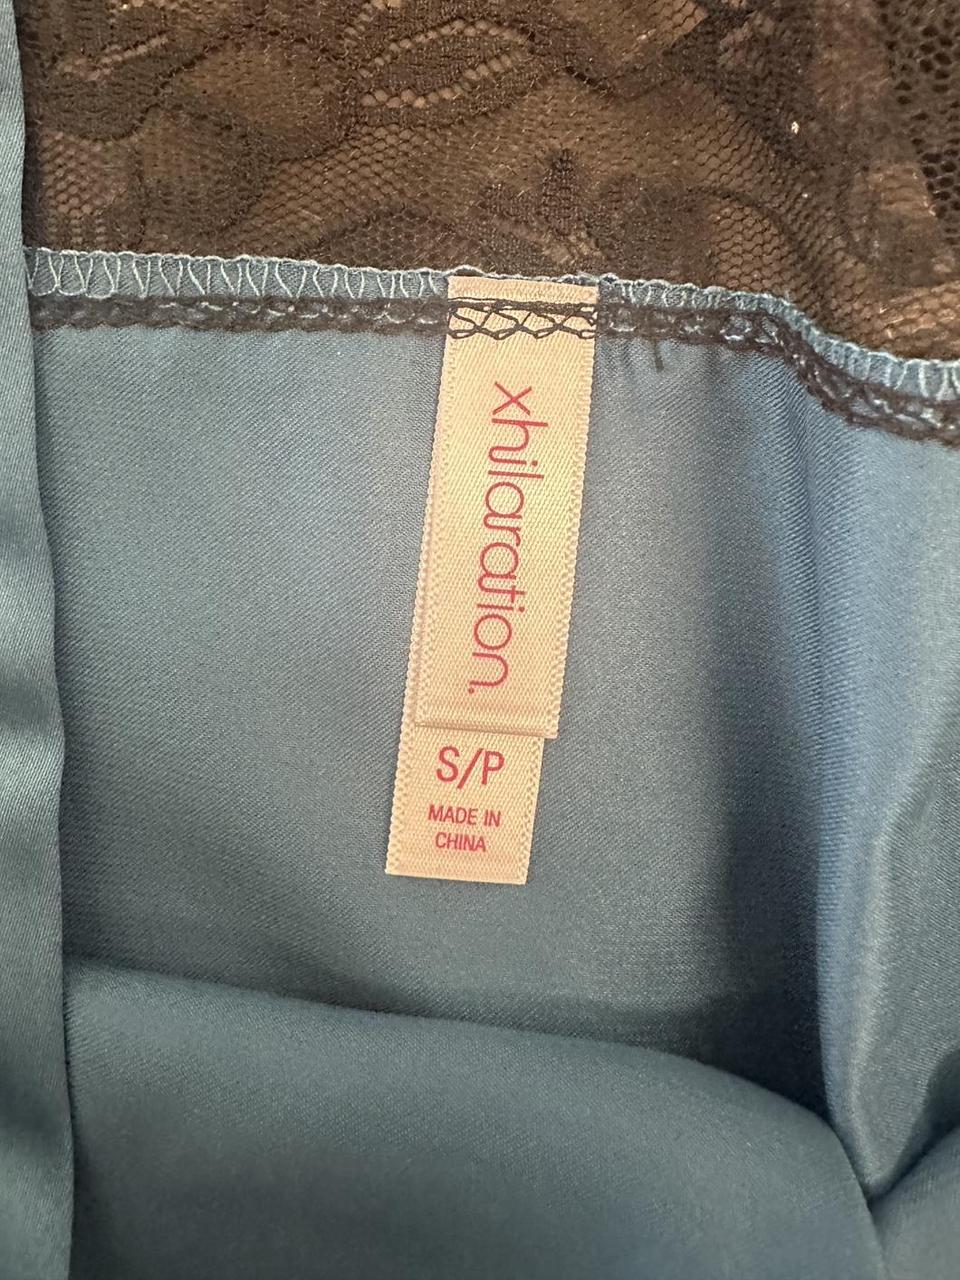 xhilaration.
S/P
MADE IN
CHINA